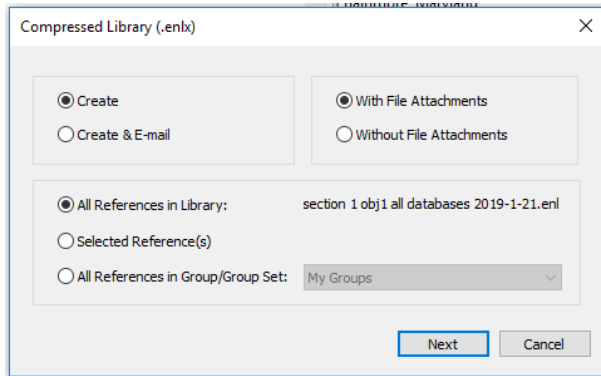 Compressed Library (.enlx)
Create
With File Attachments
Create & E-mail
Without File Attachments
All References in Library:
section 1 obj1 all databases 2019-1-21.enl
Selected Reference(s)
All References in Group/Group Set:
My Groups
Next
Cancel